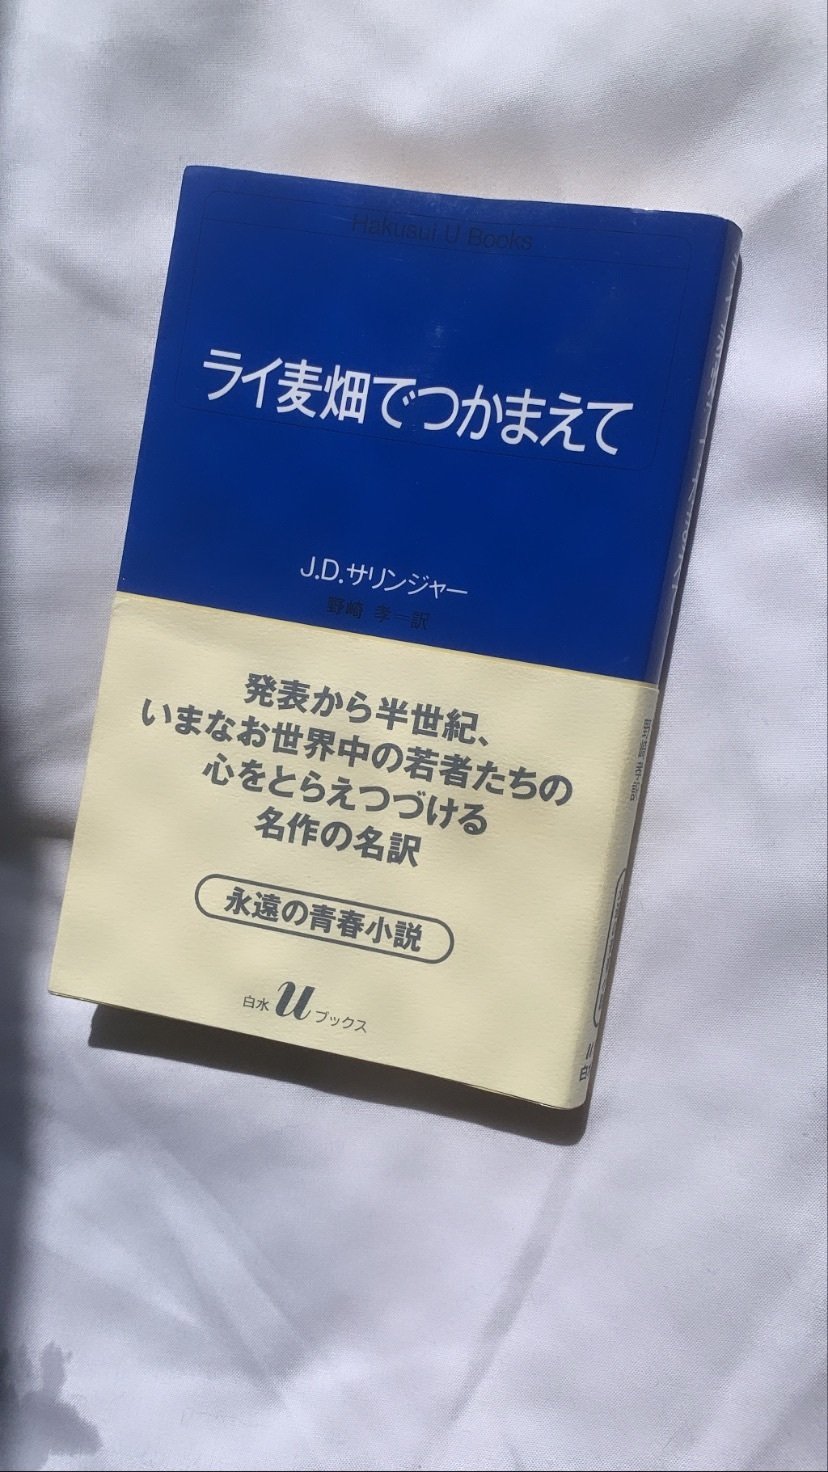 Hakusui U Books
ライ麦畑でつかまえて
J.D.サリンジャー
野崎 孝=訳
発表から半世紀、
いまなお世界中の若者たちの
心をとらえつづける
名作の名訳
永遠の青春小説
白水 u ブックス